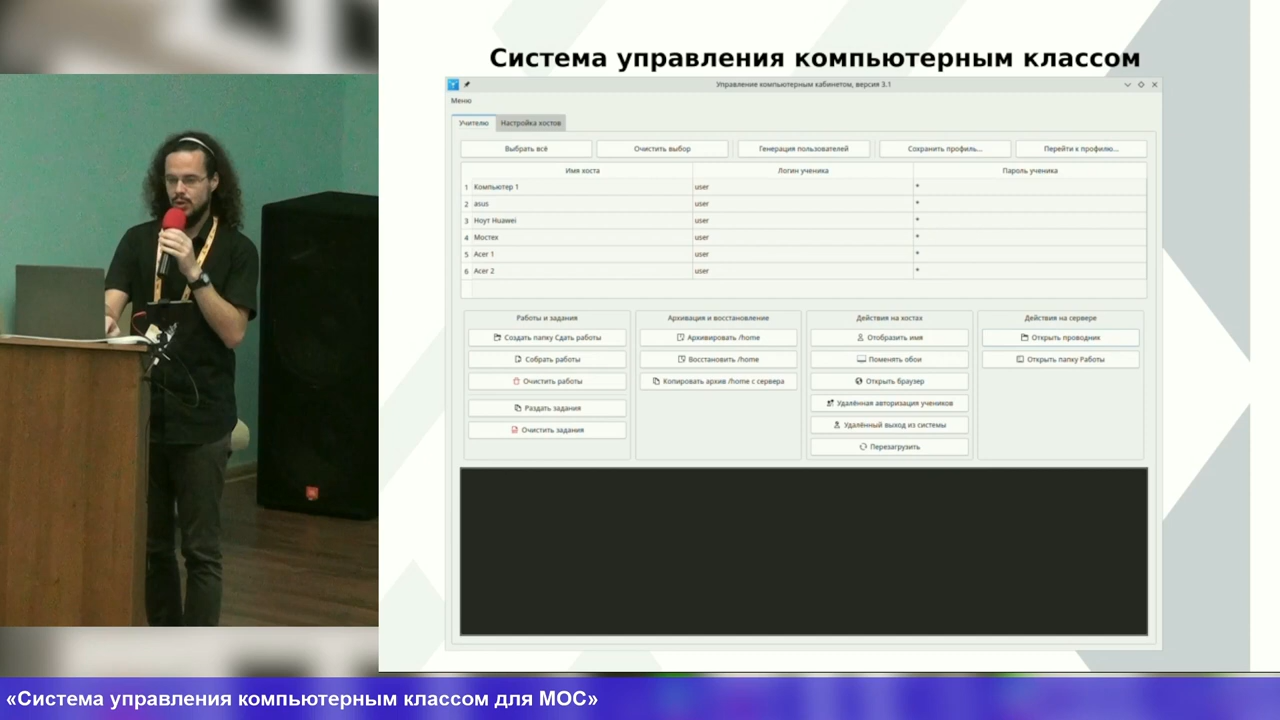 Система управления компьютерным классом
Управление компьютерным кабинетом, версия 3.1
Меню
Учителю Настройка хостов
Выбрать всё Очистить выбор Генерация пользователей Сохранить профиль... Перейти к профилю...
Имя хоста Логин ученика Пароль ученика
1 Компьютер 1 user *
2 asus user *
3 Ноут Huawei user *
4 Мостех user *
5 Acer 1 user *
6 Acer 2 user *
Работы и задания Архивация и восстановление Действия на хостах Действия на сервере
Создать папку Сдать работы Архивировать /home Отобразить имя Открыть проводник
Собрать работы Восстановить /home Поменять обои Открыть папку Работы
Очистить работы Копировать архив /home с сервера Открыть браузер
Раздать задания Удалённая авторизация учеников
Очистить задания Удалённый выход из системы
Перезагрузить
«Система управления компьютерным классом для МОС»